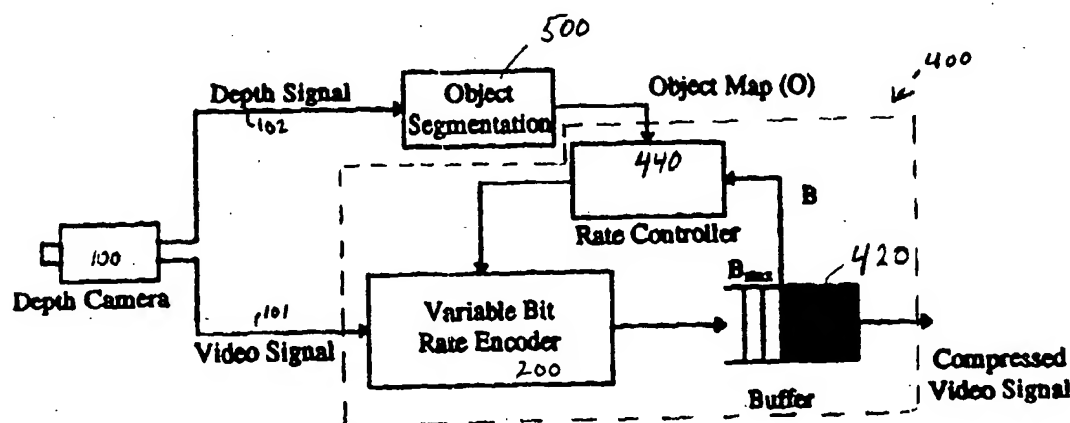 500
400
Depth Signal
102
Object
Segmentation
Object Map (O)
440
Rate Controller
B
100
Depth Camera
101
Video Signal
Variable Bit
Rate Encoder
200
Bmax
420
Buffer
Compressed
Video Signal